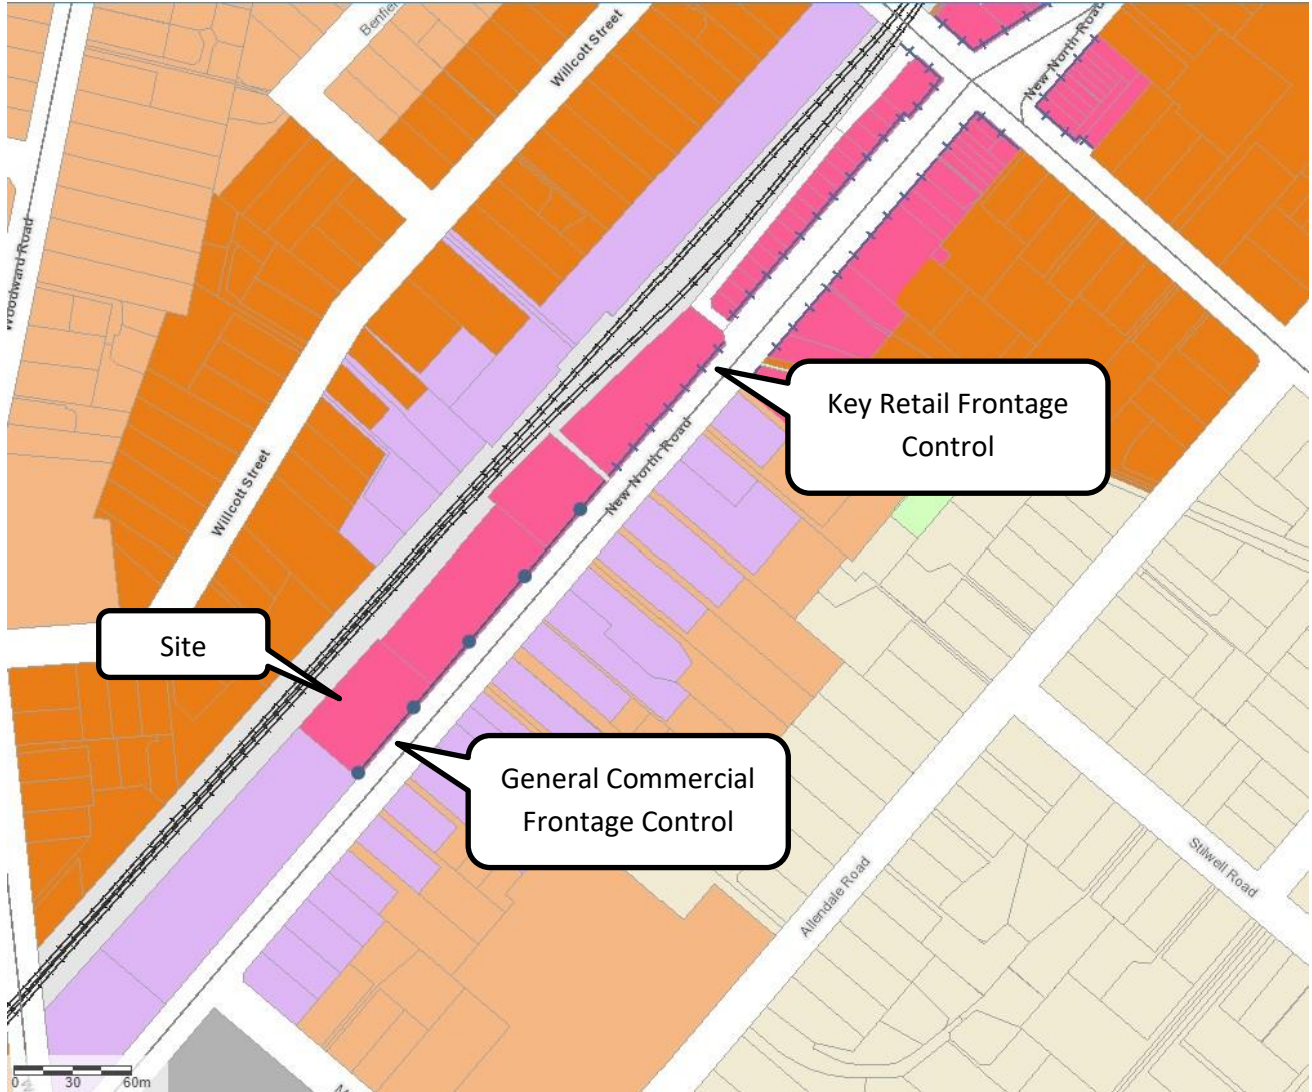 Benfiel
Willcott Street
New North Road
Woodward Road
Key Retail Frontage
Control
New North Road
Willcott Street
Site
General Commercial
Frontage Control
Stilwell Road
Allendale Road
0 30 60m